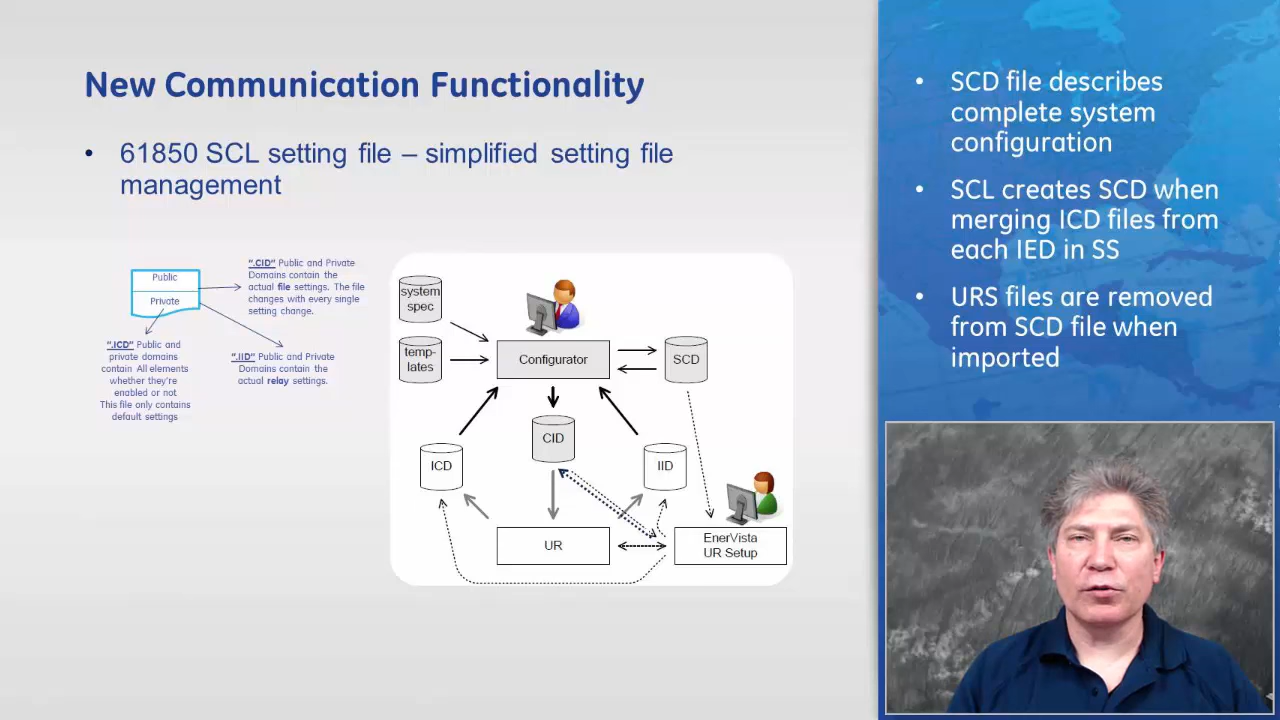 New Communication Functionality
• 61850 SCL setting file – simplified setting file
management
Public
Private
".CID" Public and Private
Domains contain the
actual file settings. The file
changes with every single
setting change.
".ICD" Public and
private domains
contain All elements
whether they're
enabled or not
This file only contains
default settings
".IID" Public and Private
Domains contain the
actual relay settings.
system
spec
temp-
lates
Configurator
SCD
CID
ICD
IID
UR
EnerVista
UR Setup
• SCD file describes
complete system
configuration
• SCL creates SCD when
merging ICD files from
each IED in SS
• URS files are removed
from SCD file when
imported